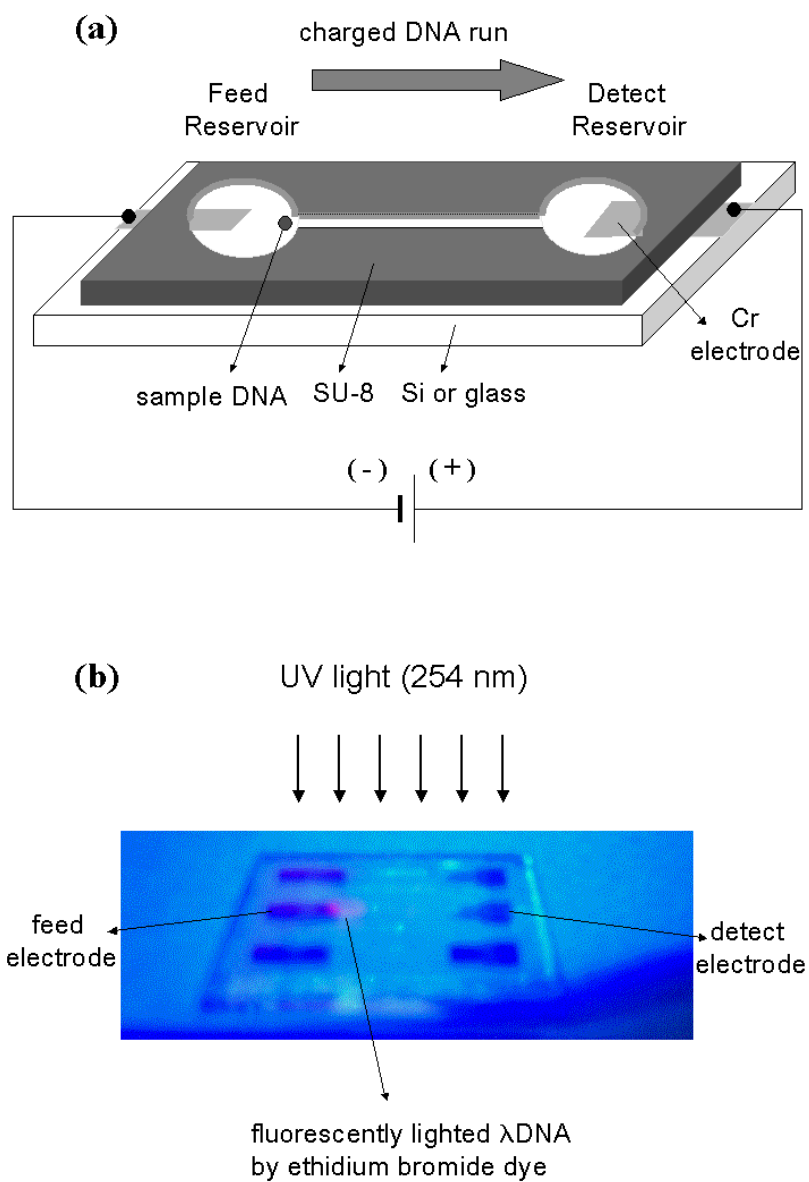 (a)
charged DNA run
Feed
Reservoir
Detect
Reservoir
Cr
electrode
sample DNA
SU-8
Si or glass
(-)
(+)
(b)
UV light (254 nm)
feed
electrode
detect
electrode
fluorescently lighted λDNA
by ethidium bromide dye